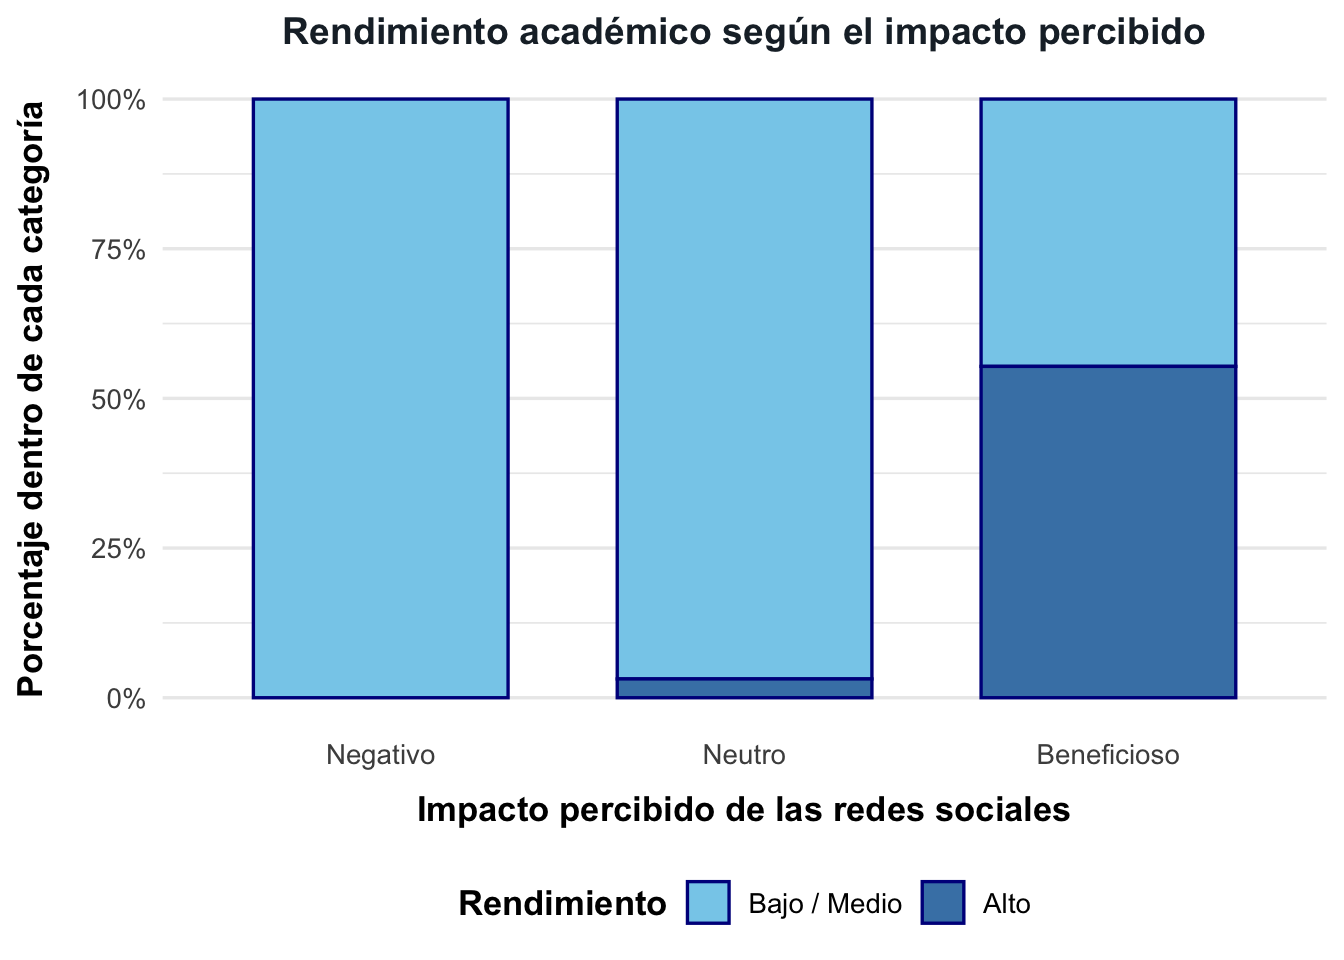 Rendimiento académico según el impacto percibido
Porcentaje dentro de cada categoría
100%
75%
50%
25%
0%
Negativo
Neutro
Beneficioso
Impacto percibido de las redes sociales
Rendimiento
Bajo / Medio
Alto